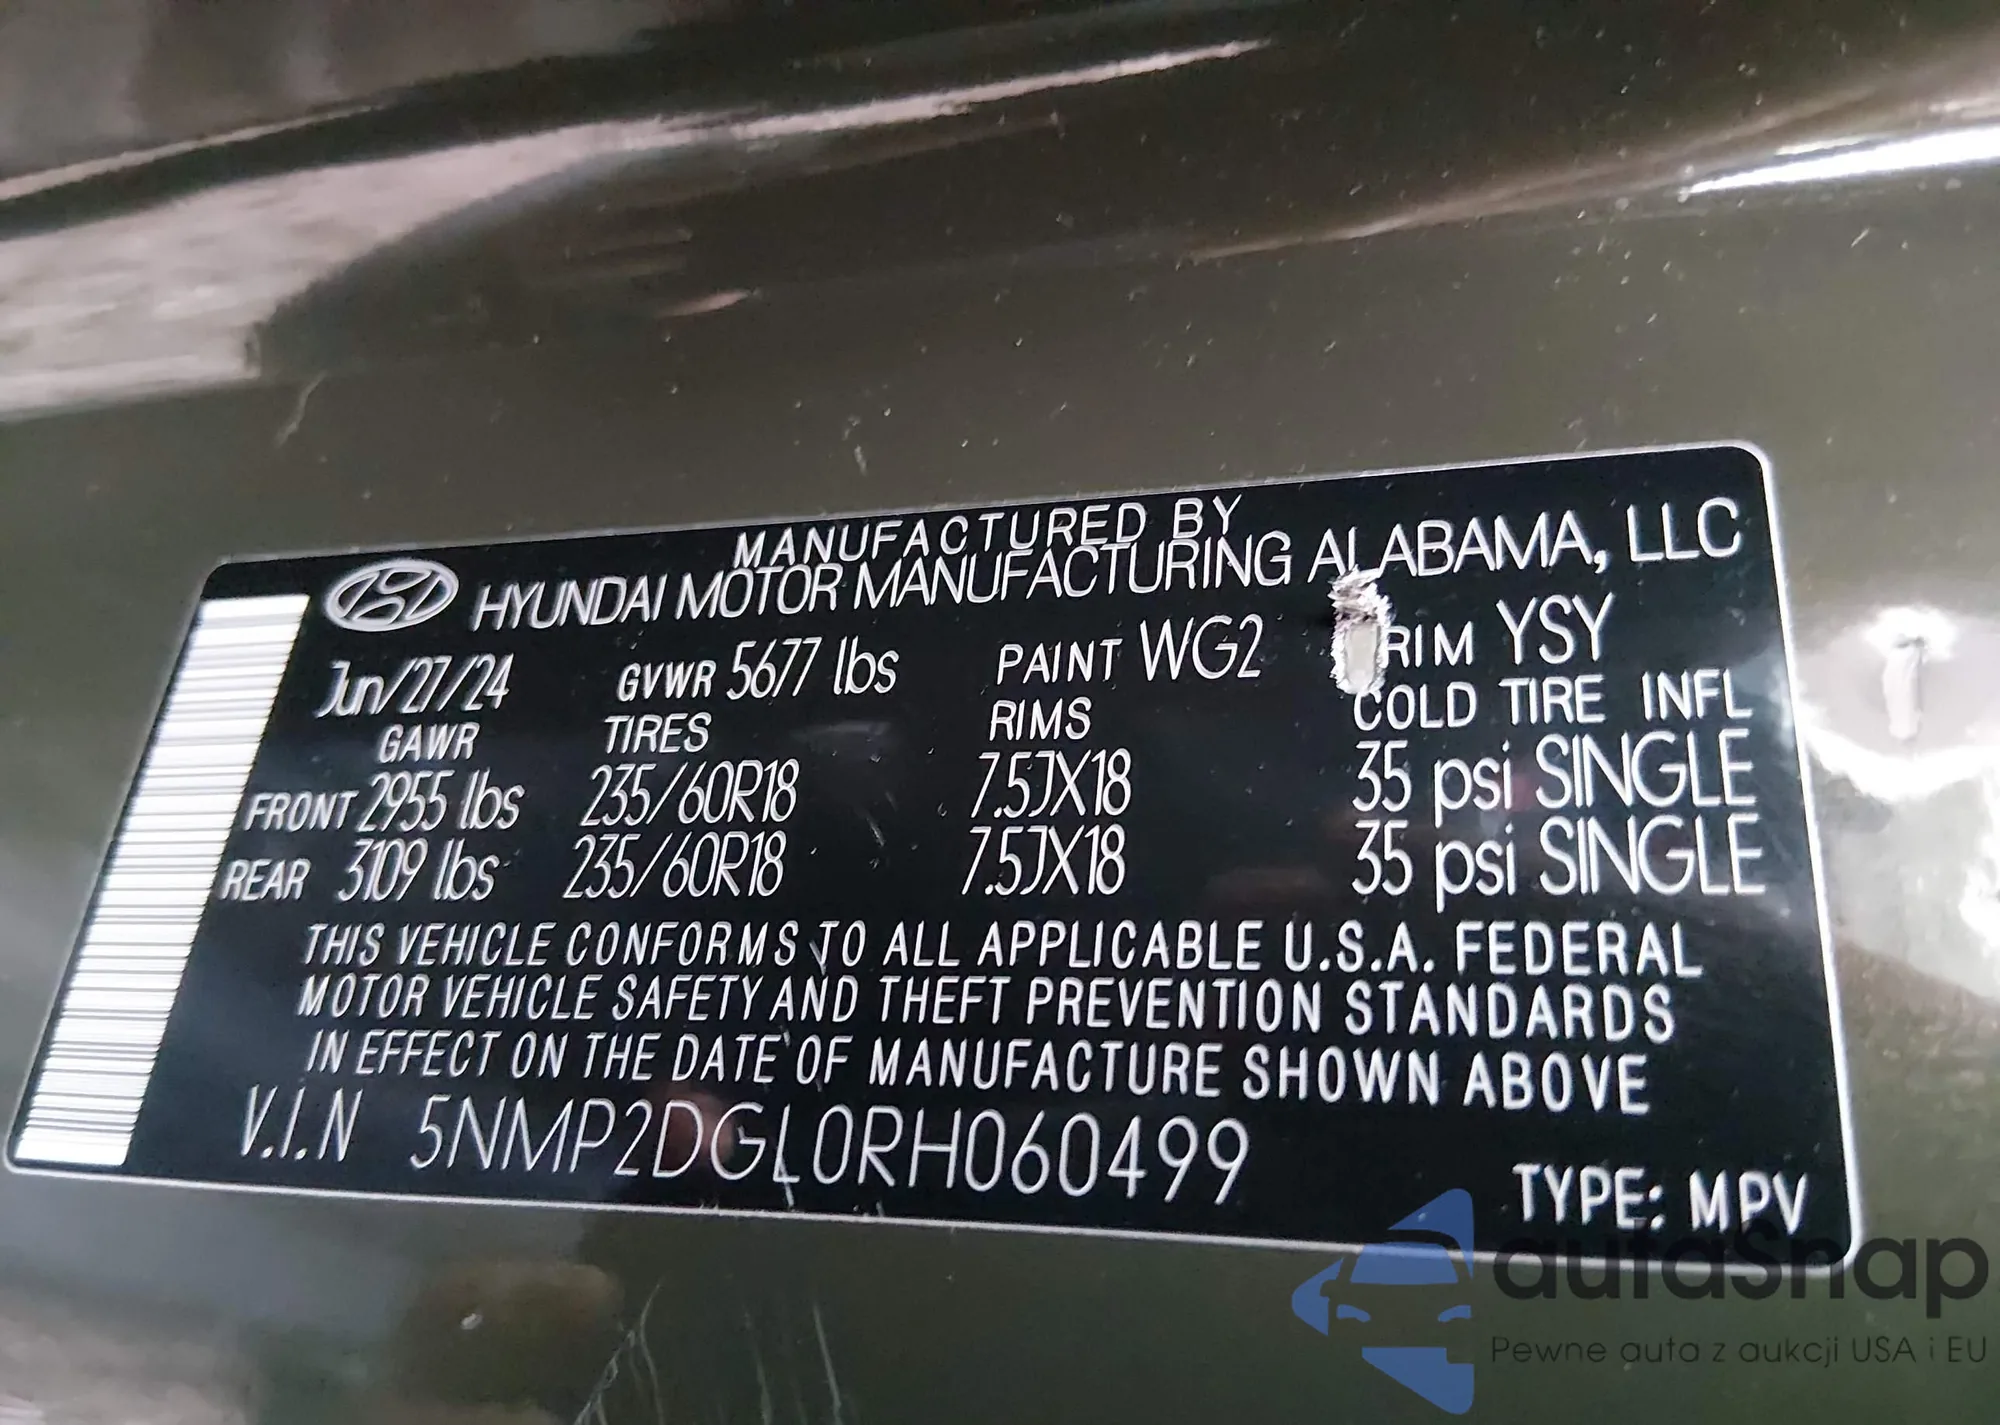 MANUFACTURED BY
HYUNDAI MOTOR MANUFACTURING ALABAMA, LLC
Jun/27/24 GVWR 5677 lbs PAINT WG2 RIM YSY
GAWR TIRES RIMS COLD TIRE INFL
FRONT 2955 lbs 235/60R18 7.5JX18 35 psi SINGLE
REAR 3109 lbs 235/60R18 7.5JX18 35 psi SINGLE
THIS VEHICLE CONFORMS TO ALL APPLICABLE U.S.A. FEDERAL
MOTOR VEHICLE SAFETY AND THEFT PREVENTION STANDARDS
IN EFFECT ON THE DATE OF MANUFACTURE SHOWN ABOVE
V.I.N 5NMP2DGL0RH060499
TYPE: MPV
autaSnap
Pewne auta z aukcji USA i EU